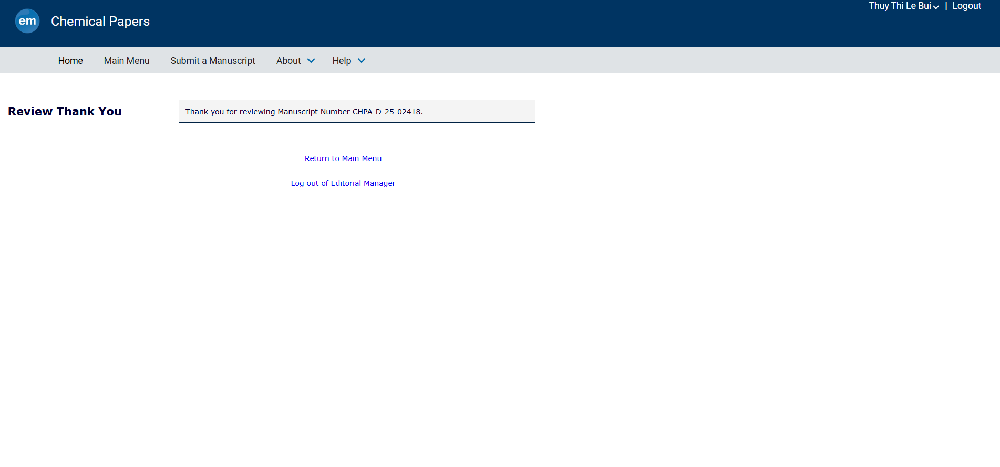 Thuy Thi Le Bui | Logout
em Chemical Papers
Home Main Menu Submit a Manuscript About Help
Review Thank You
Thank you for reviewing Manuscript Number CHPA-D-25-02418.
Return to Main Menu
Log out of Editorial Manager